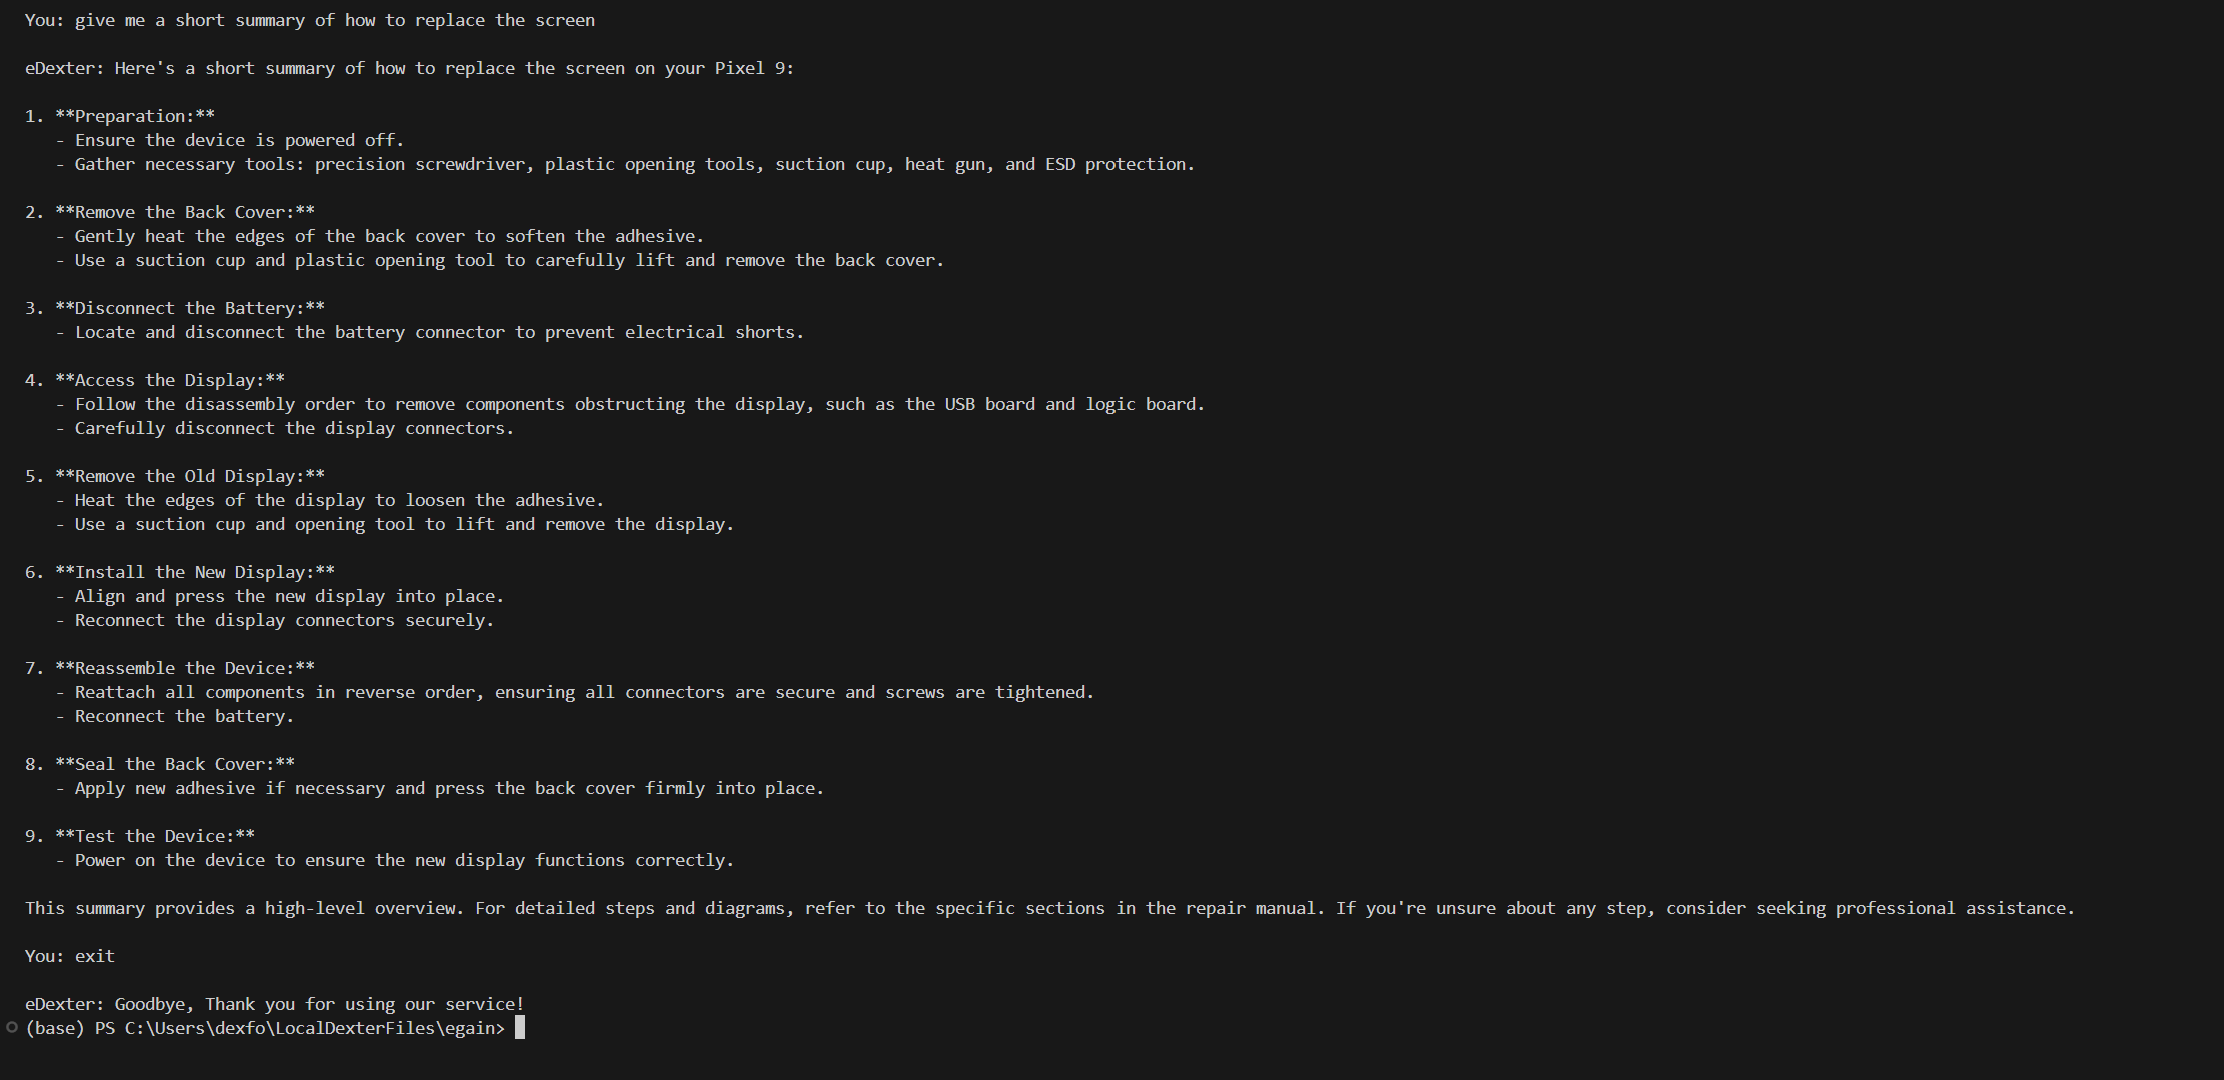 You: give me a short summary of how to replace the screen
eDexter: Here's a short summary of how to replace the screen on your Pixel 9:
1. **Preparation:**
- Ensure the device is powered off.
- Gather necessary tools: precision screwdriver, plastic opening tools, suction cup, heat gun, and ESD protection.
2. **Remove the Back Cover:**
- Gently heat the edges of the back cover to soften the adhesive.
- Use a suction cup and plastic opening tool to carefully lift and remove the back cover.
3. **Disconnect the Battery:**
- Locate and disconnect the battery connector to prevent electrical shorts.
4. **Access the Display:**
- Follow the disassembly order to remove components obstructing the display, such as the USB board and logic board.
- Carefully disconnect the display connectors.
5. **Remove the Old Display:**
- Heat the edges of the display to loosen the adhesive.
- Use a suction cup and opening tool to lift and remove the display.
6. **Install the New Display:**
- Align and press the new display into place.
- Reconnect the display connectors securely.
7. **Reassemble the Device:**
- Reattach all components in reverse order, ensuring all connectors are secure and screws are tightened.
- Reconnect the battery.
8. **Seal the Back Cover:**
- Apply new adhesive if necessary and press the back cover firmly into place.
9. **Test the Device:**
- Power on the device to ensure the new display functions correctly.
This summary provides a high-level overview. For detailed steps and diagrams, refer to the specific sections in the repair manual. If you're unsure about any step, consider seeking professional assistance.
You: exit
eDexter: Goodbye, Thank you for using our service!
(base) PS C:\Users\dexfo\LocalDexterFiles\egain>